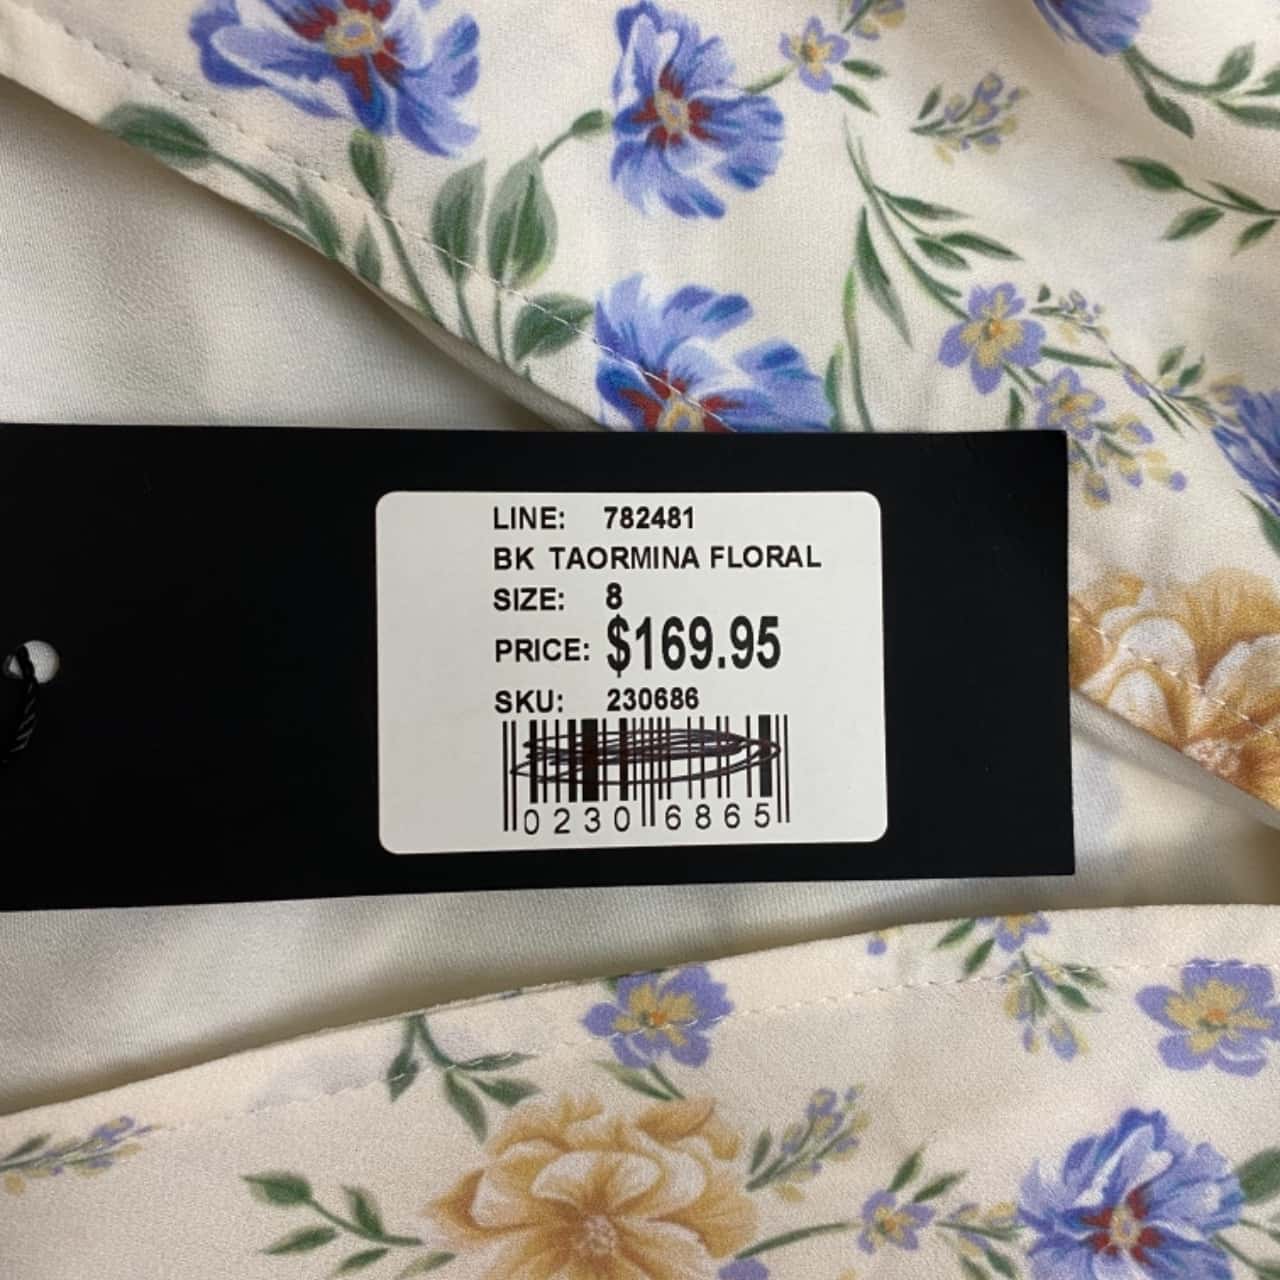 LINE: 782481
BK TAORMINA FLORAL
SIZE: 8
PRICE: $169.95
SKU: 230686
0230 6865